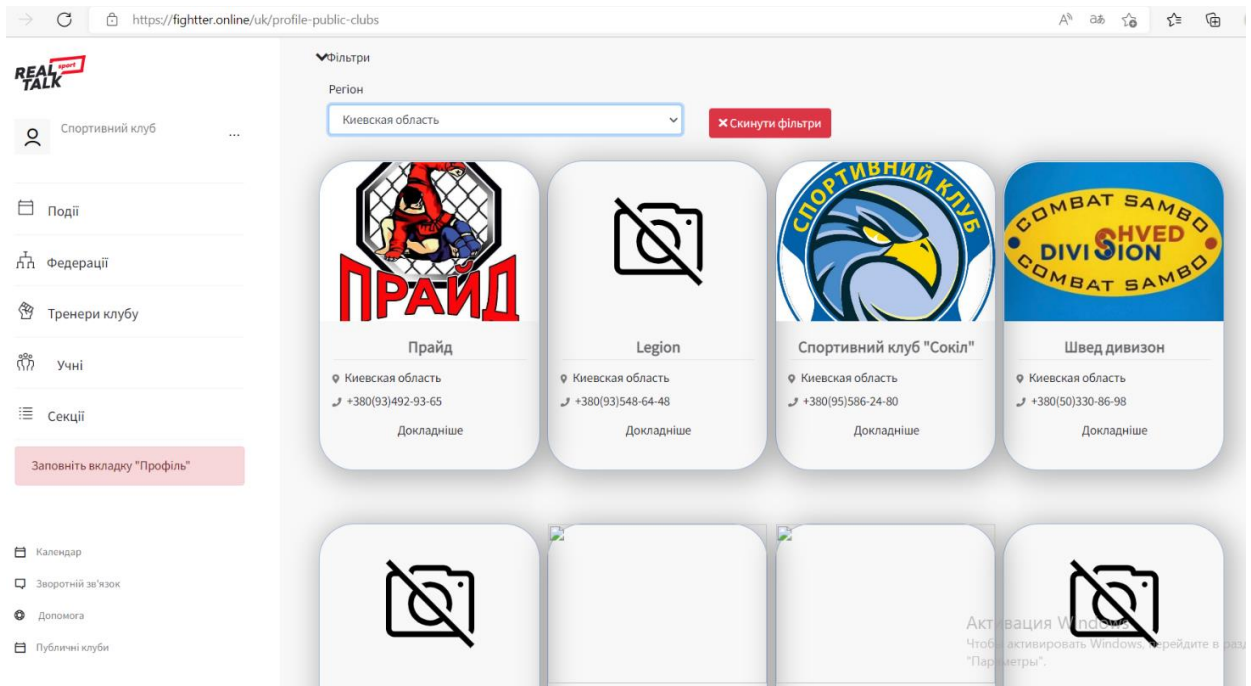 https://fightter.online/uk/profile-public-clubs
REAL sport
TALK
Фільтри
Регіон
Спортивний клуб
...
Киевская область
Скинути фільтри
Події
Федерації
Тренери клубу
Учні
Секції
Заповніть вкладку "Профіль"
Календар
Зворотній зв'язок
Допомога
Публичні клуби
ПРАЙД
Прайд
Киевская область
+380(93)492-93-65
Докладніше
Legion
Киевская область
+380(93)548-64-48
Докладніше
СПОРТИВНИЙ КЛУБ
Спортивний клуб "Сокіл"
Киевская область
+380(95)586-24-80
Докладніше
COMBAT SAMBO
SHVED
DIVISION
COMBAT SAMBO
Швед дивизон
Киевская область
+380(50)330-86-98
Докладніше
Активация Windows
Чтобы активировать Windows, перейдите в
"Параметры".